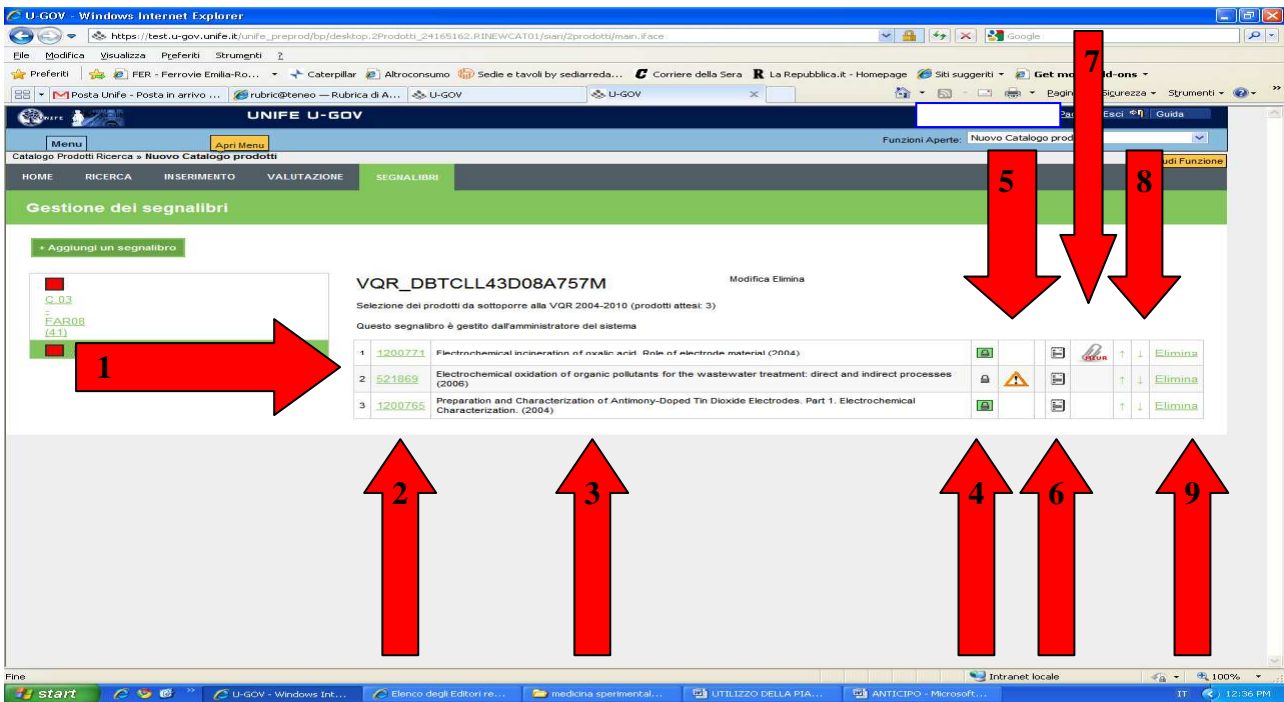 U-GOV - Windows Internet Explorer
https://test.u-gov.unife.it/unife_preprod/bp/desktop.2Prodotti_24165162.RINEWCAT01/siari/2prodotti/main.iface
Google
File Modifica Visualizza Preferiti Strumenti ?
Preferiti FER - Ferrovie Emilia-Ro... Caterpillar Altroconsumo Sedie e tavoli by sediarreda... Corriere della Sera La Repubblica.it - Homepage Siti suggeriti Get mo dd-ons
Posta Unife - Posta in arrivo ... rubric@teneo — Rubrica di A... U-GOV U-GOV Pagin Sicurezza Strumenti
UNIFE U-GOV Esci Guida
Menu Apri Menu Funzioni Aperte: Nuovo Catalogo prod
Catalogo Prodotti Ricerca » Nuovo Catalogo prodotti
udi Funzione
HOME RICERCA INSERIMENTO VALUTAZIONE SEGNALIBRI
Gestione dei segnalibri
+ Aggiungi un segnalibro
C.03
-
FAR08
(41)
VQR_DBTCLL43D08A757M Modifica Elimina
Selezione dei prodotti da sottoporre alla VQR 2004-2010 (prodotti attesi: 3)
Questo segnalibro è gestito dall'amministratore del sistema
1 1200771 Electrochemical incineration of oxalic acid. Role of electrode material (2004) MIUR ↑ ↓ Elimina
2 521869 Electrochemical oxidation of organic pollutants for the wastewater treatment: direct and indirect processes (2006) ↑ ↓ Elimina
3 1200765 Preparation and Characterization of Antimony-Doped Tin Dioxide Electrodes. Part 1. Electrochemical Characterization. (2004) ↑ ↓ Elimina
7
5
8
1
2
3
4
6
9
Fine Intranet locale 100%
start U-GOV - Windows Int... Elenco degli Editori re... medicina sperimental... UTILIZZO DELLA PIA... ANTICIPO - Microsoft... IT 12:36 PM